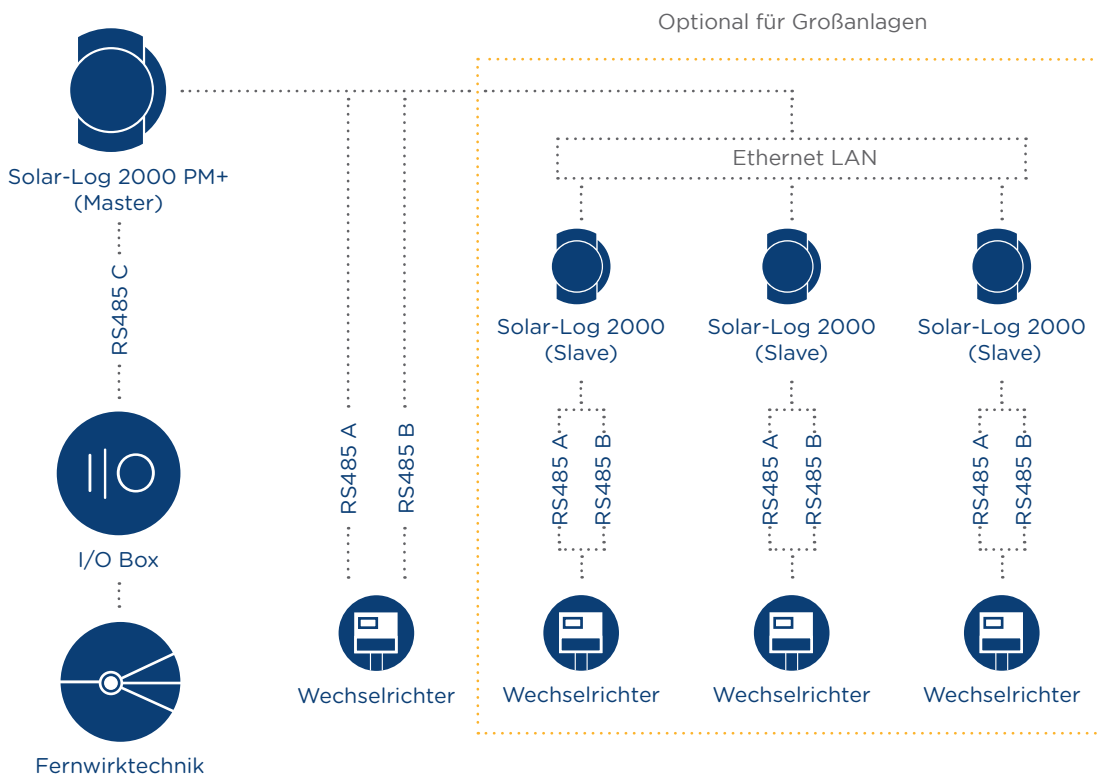 Optional für Großanlagen
Ethernet LAN
Solar-Log 2000 PM+
(Master)
RS485 C
I/O Box
Fernwirktechnik
RS485 A
RS485 B
Wechselrichter
Solar-Log 2000
(Slave)
RS485 A
RS485 B
Wechselrichter
Solar-Log 2000
(Slave)
RS485 A
RS485 B
Wechselrichter
Solar-Log 2000
(Slave)
RS485 A
RS485 B
Wechselrichter